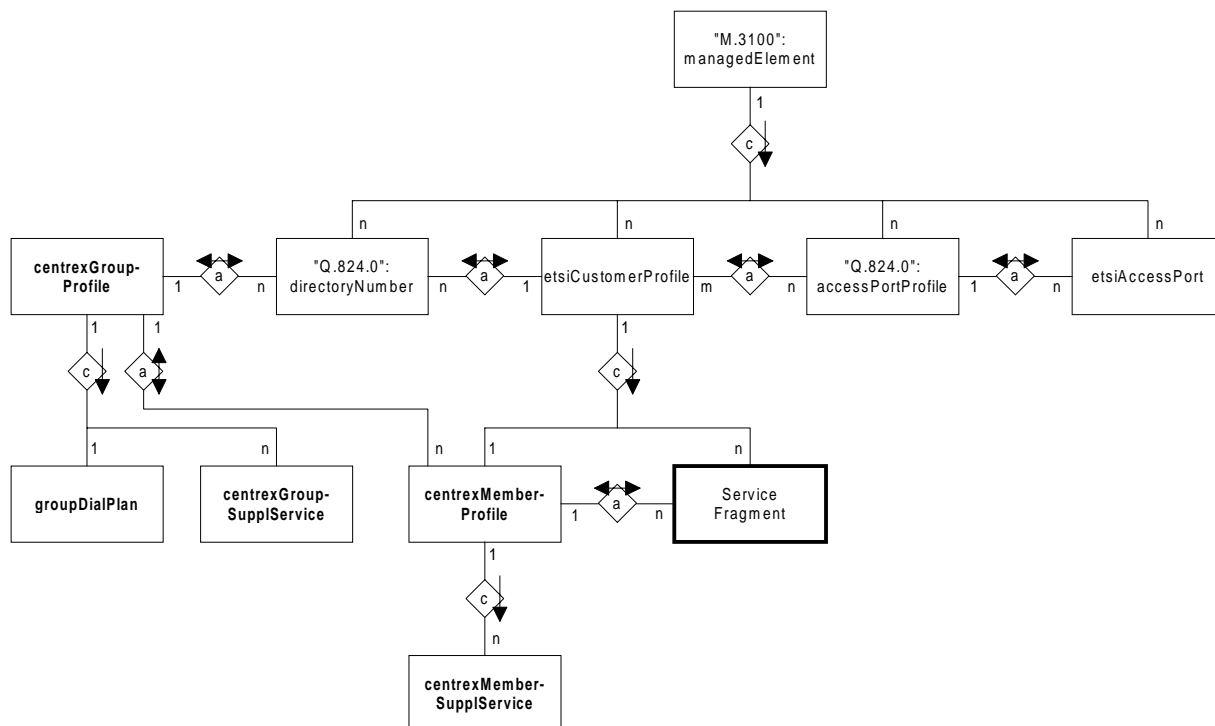 "M.3100":
managedElement
1
c
n
n
n
n
centrexGroup-
Profile
1
a
n
"Q.824.0":
directoryNumber
n
a
1
etsiCustomerProfile
m
a
n
"Q.824.0":
accessPortProfile
1
a
n
etsiAccessPort
1
1
1
c
a
c
1
n
n
1
n
groupDialPlan
centrexGroup-
SupplService
centrexMember-
Profile
1
a
n
Service
Fragment
1
c
n
centrexMember-
SupplService